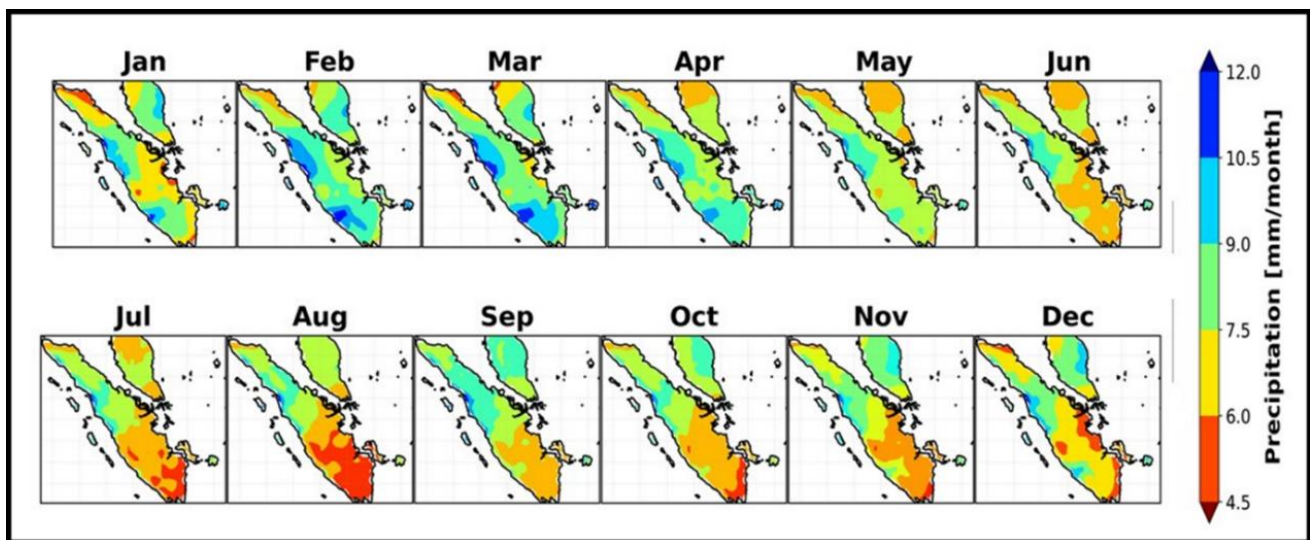 Jan Feb Mar Apr May Jun
Jul Aug Sep Oct Nov Dec
12.0
10.5
9.0
7.5
6.0
4.5
Precipitation [mm/month]